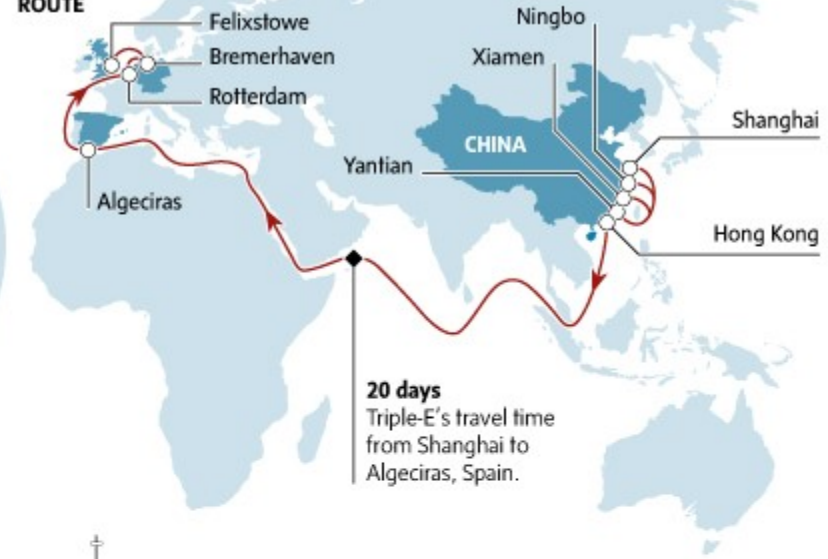 ROUTE
Felixstowe
Bremerhaven
Rotterdam
Algeciras
Ningbo
Xiamen
Shanghai
CHINA
Yantian
Hong Kong
20 days
Triple-E's travel time
from Shanghai to
Algeciras, Spain.